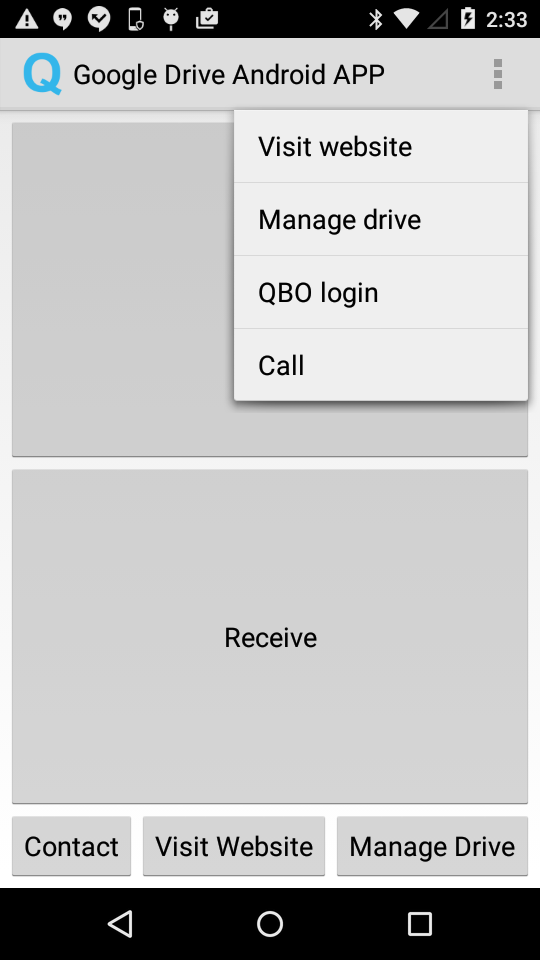 2:33
Q Google Drive Android APP
Visit website
Manage drive
QBO login
Call
Receive
Contact Visit Website Manage Drive